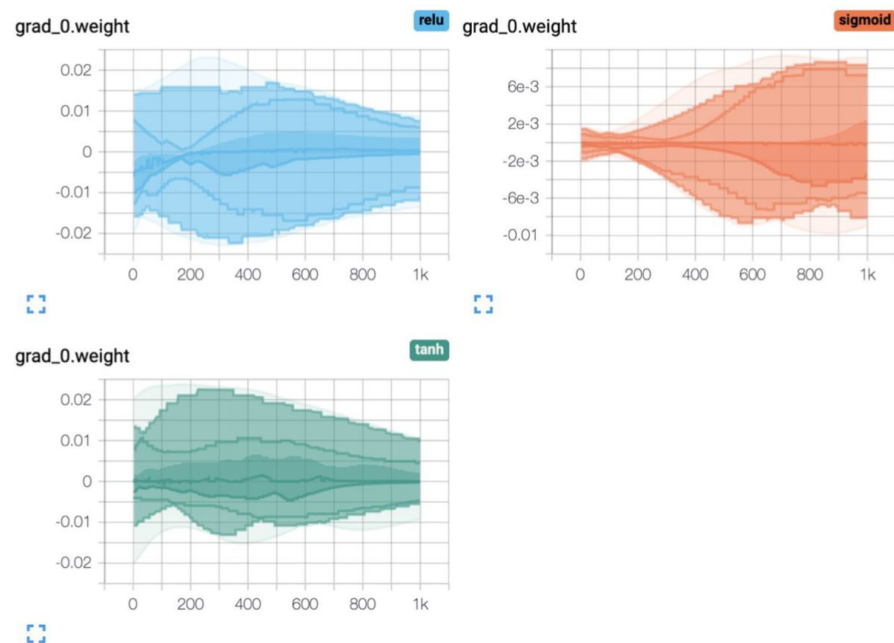 grad_0.weight
relu
0.02
0.01
0
-0.01
-0.02
0 200 400 600 800 1k
grad_0.weight
sigmoid
6e-3
2e-3
-2e-3
-6e-3
-0.01
0 200 400 600 800 1k
grad_0.weight
tanh
0.02
0.01
0
-0.01
-0.02
0 200 400 600 800 1k